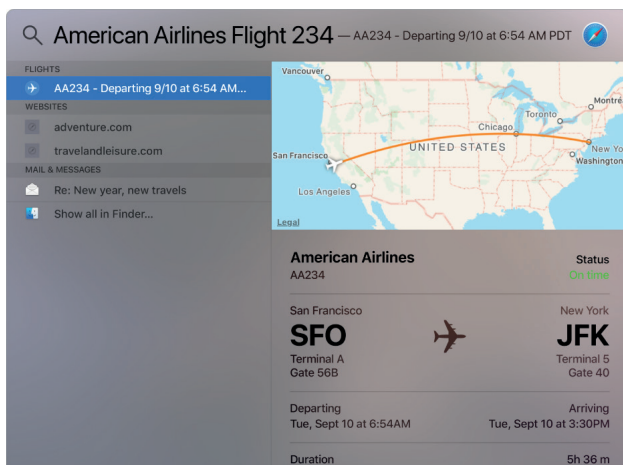 American Airlines Flight 234 — AA234 - Departing 9/10 at 6:54 AM PDT
FLIGHTS
AA234 - Departing 9/10 at 6:54 AM...
WEBSITES
adventure.com
travelandleisure.com
MAIL & MESSAGES
Re: New year, new travels
Show all in Finder...
Vancouver
Montré
Toronto
Chicago
UNITED STATES
New Yo
San Francisco
Washington
Los Angeles
Legal
American Airlines
Status
AA234
On time
San Francisco
New York
SFO
JFK
Terminal A
Terminal 5
Gate 56B
Gate 40
Departing
Arriving
Tue, Sept 10 at 6:54AM
Tue, Sept 10 at 3:30PM
Duration
5h 36 m